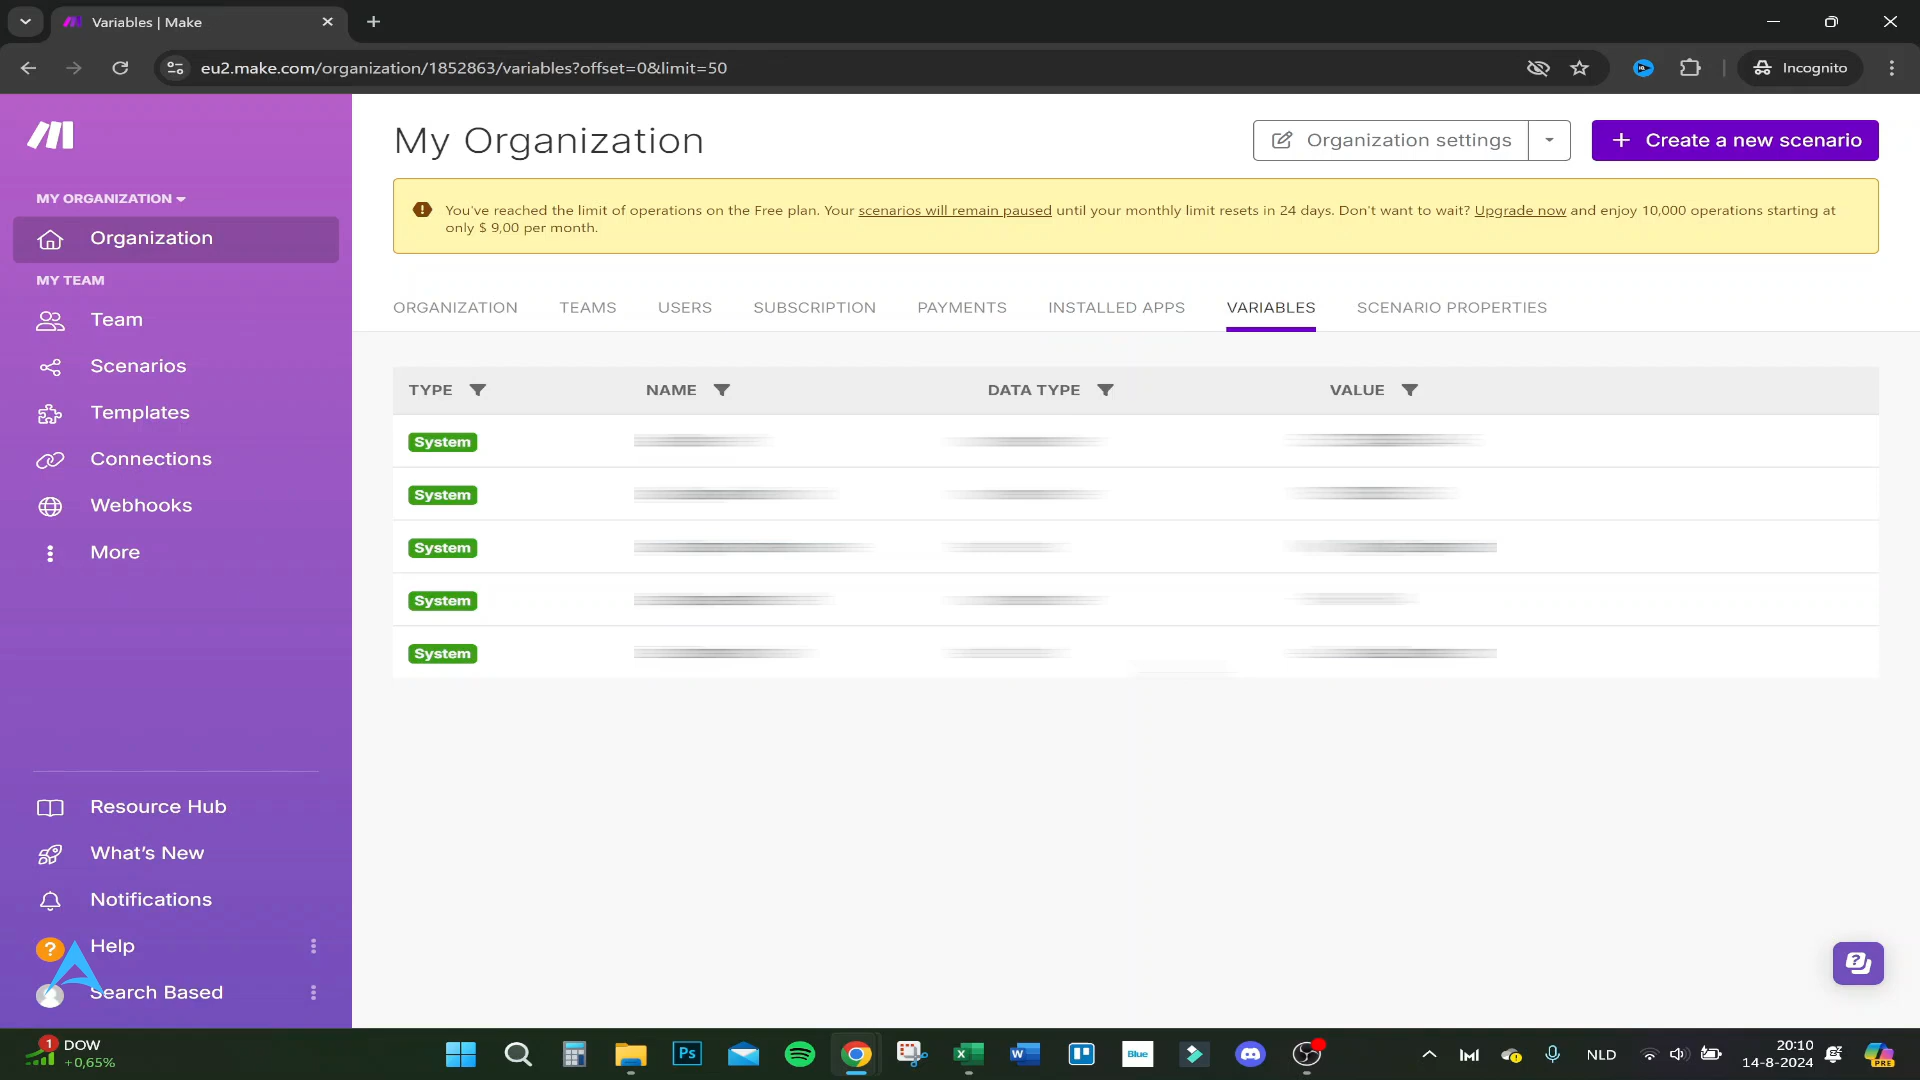 Variables | Make
eu2.make.com/organization/1852863/variables?offset=0&limit=50
Incognito
MY ORGANIZATION
Organization
MY TEAM
Team
Scenarios
Templates
Connections
Webhooks
More
Resource Hub
What's New
Notifications
? Help
Search Based
My Organization
Organization settings
+ Create a new scenario
You've reached the limit of operations on the Free plan. Your scenarios will remain paused until your monthly limit resets in 24 days. Don't want to wait? Upgrade now and enjoy 10,000 operations starting at
only $ 9,00 per month.
ORGANIZATION TEAMS USERS SUBSCRIPTION PAYMENTS INSTALLED APPS VARIABLES SCENARIO PROPERTIES
TYPE NAME DATA TYPE VALUE
System
System
System
System
System
1 DOW
+0,65%
Ps
Blue
NLD
20:10
14-8-2024
PRE